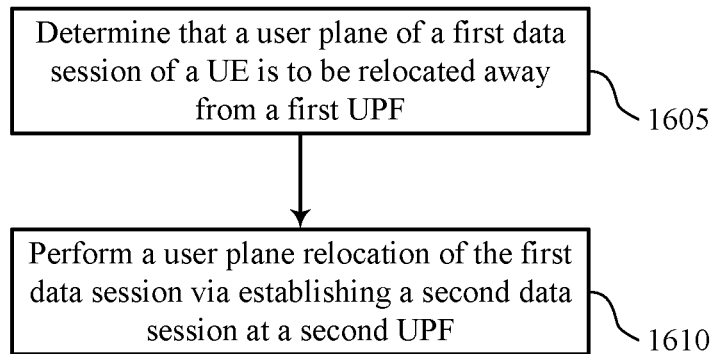 Determine that a user plane of a first data
session of a UE is to be relocated away
from a first UPF
1605
Perform a user plane relocation of the first
data session via establishing a second data
session at a second UPF
1610